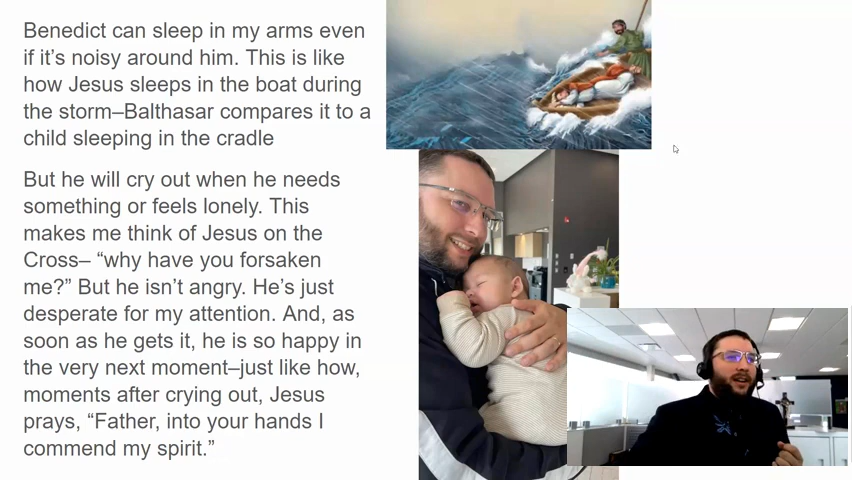 Benedict can sleep in my arms even
if it’s noisy around him. This is like
how Jesus sleeps in the boat during
the storm–Balthasar compares it to a
child sleeping in the cradle
But he will cry out when he needs
something or feels lonely. This
makes me think of Jesus on the
Cross– “why have you forsaken
me?” But he isn’t angry. He’s just
desperate for my attention. And, as
soon as he gets it, he is so happy in
the very next moment–just like how,
moments after crying out, Jesus
prays, “Father, into your hands I
commend my spirit.”